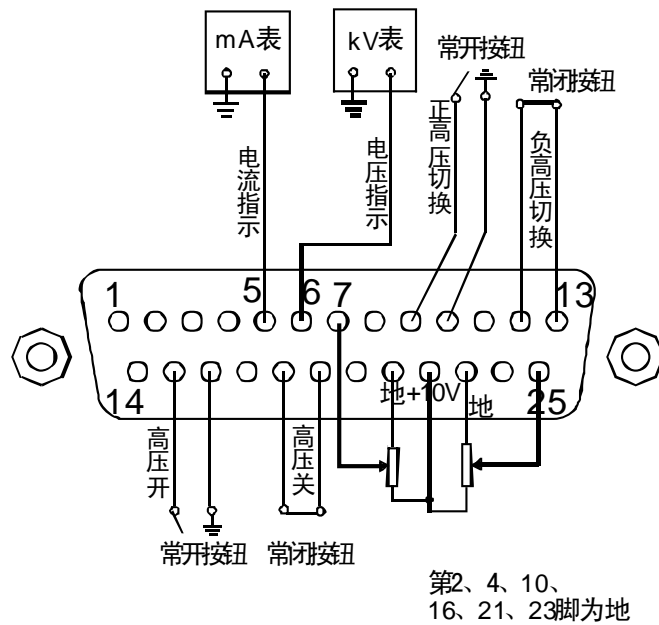 mA表
kV表
常开按钮
常闭按钮
电流指示
电压指示
正高压切换
负高压切换
1
5
6
7
13
14
地
+10V
地
25
高压开
高压关
常开按钮
常闭按钮
第2、4、10、
16、21、23脚为地